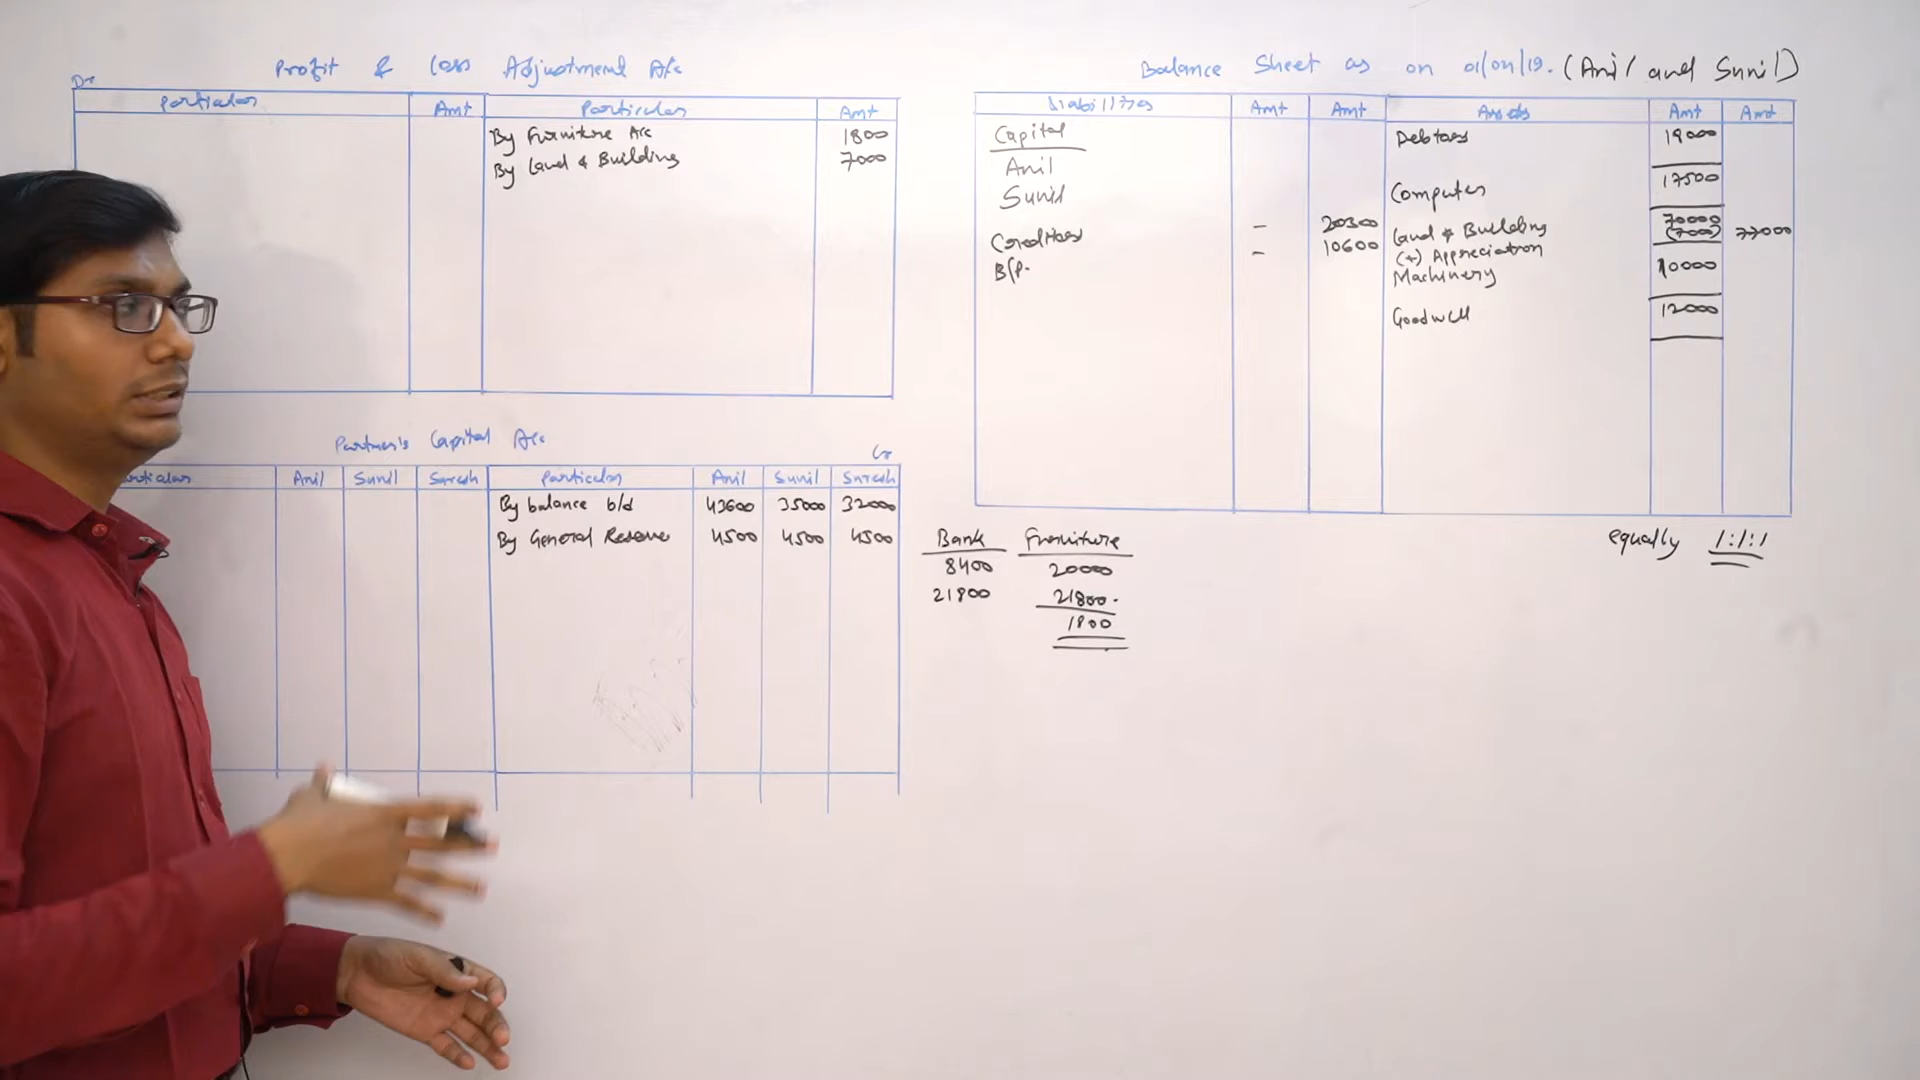 Profit & Loss Adjustment A/c
Dr
Particulars Amt Particulars Amt
By Furniture A/c 1800
By Land & Building 7000
Partner's Capital A/c
Cr
rticulars Anil Sunil Suresh Particulars Anil Sunil Suresh
By balance b/d 43600 35000 32000
By General Reserve 4500 4500 4500
Balance Sheet as on 01/04/19. (Anil and Sunil)
Liabilities Amt Amt Assets Amt Amt
Capital Debtors 19000
Anil
Sunil Computer 17500
Creditors - 20300 Land & Building 70000
(+) Appreciation (7000) 77000
B/P. - 10600 Machinery 10000
Goodwill 12000
Bank Furniture
8400 20000
21800 21800.
1800
equally 1:1:1